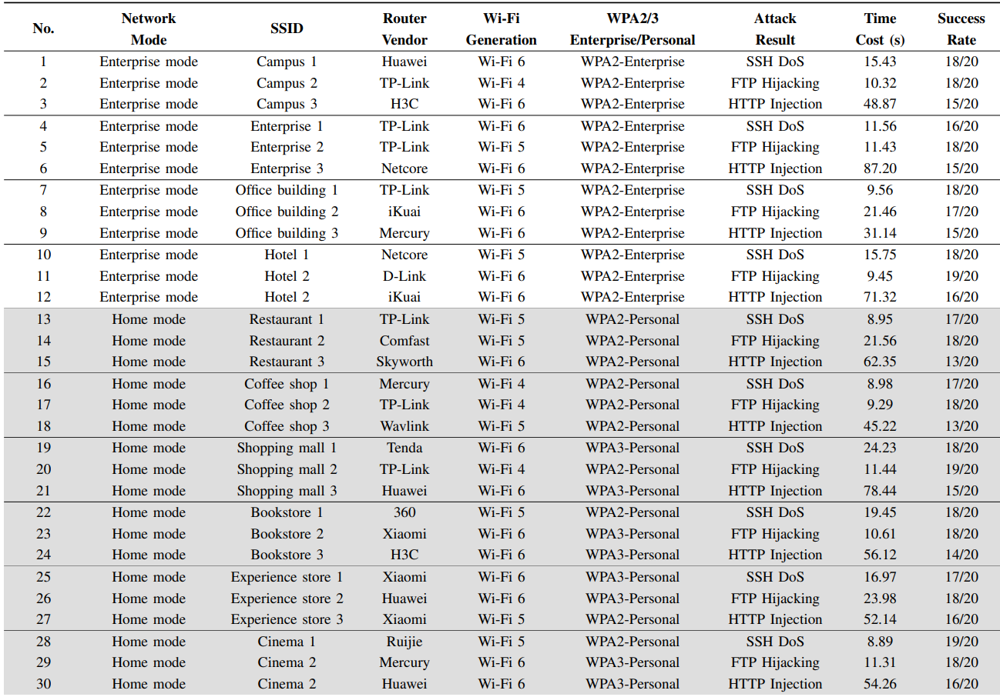 No. Network Mode SSID Router Vendor Wi-Fi Generation WPA2/3 Enterprise/Personal Attack Result Time Cost (s) Success Rate
1 Enterprise mode Campus 1 Huawei Wi-Fi 6 WPA2-Enterprise SSH DoS 15.43 18/20
2 Enterprise mode Campus 2 TP-Link Wi-Fi 4 WPA2-Enterprise FTP Hijacking 10.32 18/20
3 Enterprise mode Campus 3 H3C Wi-Fi 6 WPA2-Enterprise HTTP Injection 48.87 15/20
4 Enterprise mode Enterprise 1 TP-Link Wi-Fi 6 WPA2-Enterprise SSH DoS 11.56 16/20
5 Enterprise mode Enterprise 2 TP-Link Wi-Fi 5 WPA2-Enterprise FTP Hijacking 11.43 18/20
6 Enterprise mode Enterprise 3 Netcore Wi-Fi 6 WPA2-Enterprise HTTP Injection 87.20 15/20
7 Enterprise mode Office building 1 TP-Link Wi-Fi 5 WPA2-Enterprise SSH DoS 9.56 18/20
8 Enterprise mode Office building 2 iKuai Wi-Fi 6 WPA2-Enterprise FTP Hijacking 21.46 17/20
9 Enterprise mode Office building 3 Mercury Wi-Fi 6 WPA2-Enterprise HTTP Injection 31.14 15/20
10 Enterprise mode Hotel 1 Netcore Wi-Fi 5 WPA2-Enterprise SSH DoS 15.75 18/20
11 Enterprise mode Hotel 2 D-Link Wi-Fi 6 WPA2-Enterprise FTP Hijacking 9.45 19/20
12 Enterprise mode Hotel 2 iKuai Wi-Fi 6 WPA2-Enterprise HTTP Injection 71.32 16/20
13 Home mode Restaurant 1 TP-Link Wi-Fi 5 WPA2-Personal SSH DoS 8.95 17/20
14 Home mode Restaurant 2 Comfast Wi-Fi 5 WPA2-Personal FTP Hijacking 21.56 18/20
15 Home mode Restaurant 3 Skyworth Wi-Fi 6 WPA2-Personal HTTP Injection 62.35 13/20
16 Home mode Coffee shop 1 Mercury Wi-Fi 4 WPA2-Personal SSH DoS 8.98 17/20
17 Home mode Coffee shop 2 TP-Link Wi-Fi 4 WPA2-Personal FTP Hijacking 9.29 18/20
18 Home mode Coffee shop 3 Wavlink Wi-Fi 5 WPA2-Personal HTTP Injection 45.22 13/20
19 Home mode Shopping mall 1 Tenda Wi-Fi 6 WPA3-Personal SSH DoS 24.23 18/20
20 Home mode Shopping mall 2 TP-Link Wi-Fi 4 WPA2-Personal FTP Hijacking 11.44 19/20
21 Home mode Shopping mall 3 Huawei Wi-Fi 6 WPA3-Personal HTTP Injection 78.44 15/20
22 Home mode Bookstore 1 360 Wi-Fi 5 WPA2-Personal SSH DoS 19.45 18/20
23 Home mode Bookstore 2 Xiaomi Wi-Fi 6 WPA3-Personal FTP Hijacking 10.61 18/20
24 Home mode Bookstore 3 H3C Wi-Fi 6 WPA3-Personal HTTP Injection 56.12 14/20
25 Home mode Experience store 1 Xiaomi Wi-Fi 6 WPA3-Personal SSH DoS 16.97 17/20
26 Home mode Experience store 2 Huawei Wi-Fi 6 WPA3-Personal FTP Hijacking 23.98 18/20
27 Home mode Experience store 3 Xiaomi Wi-Fi 5 WPA2-Personal HTTP Injection 52.14 16/20
28 Home mode Cinema 1 Ruijie Wi-Fi 5 WPA2-Personal SSH DoS 8.89 19/20
29 Home mode Cinema 2 Mercury Wi-Fi 6 WPA3-Personal FTP Hijacking 11.31 18/20
30 Home mode Cinema 2 Huawei Wi-Fi 6 WPA3-Personal HTTP Injection 54.26 16/20